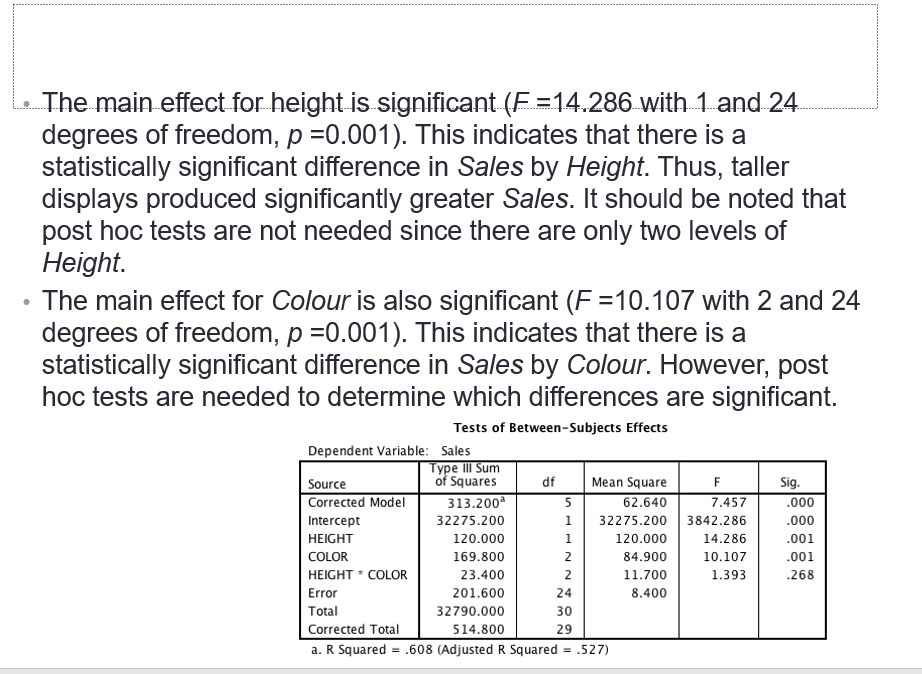 • The main effect for height is significant (F =14.286 with 1 and 24
degrees of freedom, p =0.001). This indicates that there is a
statistically significant difference in Sales by Height. Thus, taller
displays produced significantly greater Sales. It should be noted that
post hoc tests are not needed since there are only two levels of
Height.
• The main effect for Colour is also significant (F =10.107 with 2 and 24
degrees of freedom, p =0.001). This indicates that there is a
statistically significant difference in Sales by Colour. However, post
hoc tests are needed to determine which differences are significant.
Tests of Between-Subjects Effects
Dependent Variable: Sales
Source Type III Sum of Squares df Mean Square F Sig.
Corrected Model 313.200a 5 62.640 7.457 .000
Intercept 32275.200 1 32275.200 3842.286 .000
HEIGHT 120.000 1 120.000 14.286 .001
COLOR 169.800 2 84.900 10.107 .001
HEIGHT * COLOR 23.400 2 11.700 1.393 .268
Error 201.600 24 8.400
Total 32790.000 30
Corrected Total 514.800 29
a. R Squared = .608 (Adjusted R Squared = .527)